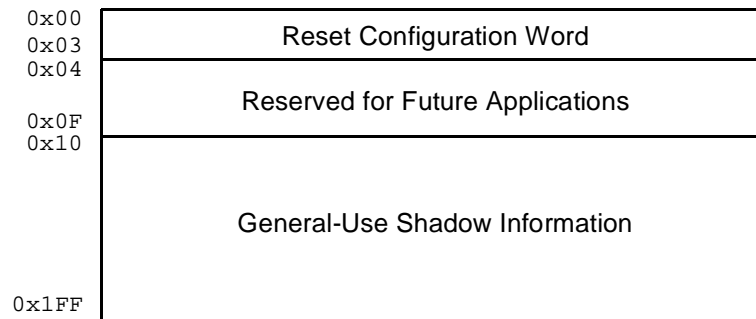 0x00
Reset Configuration Word
0x03
0x04
Reserved for Future Applications
0x0F
0x10
General-Use Shadow Information
0x1FF